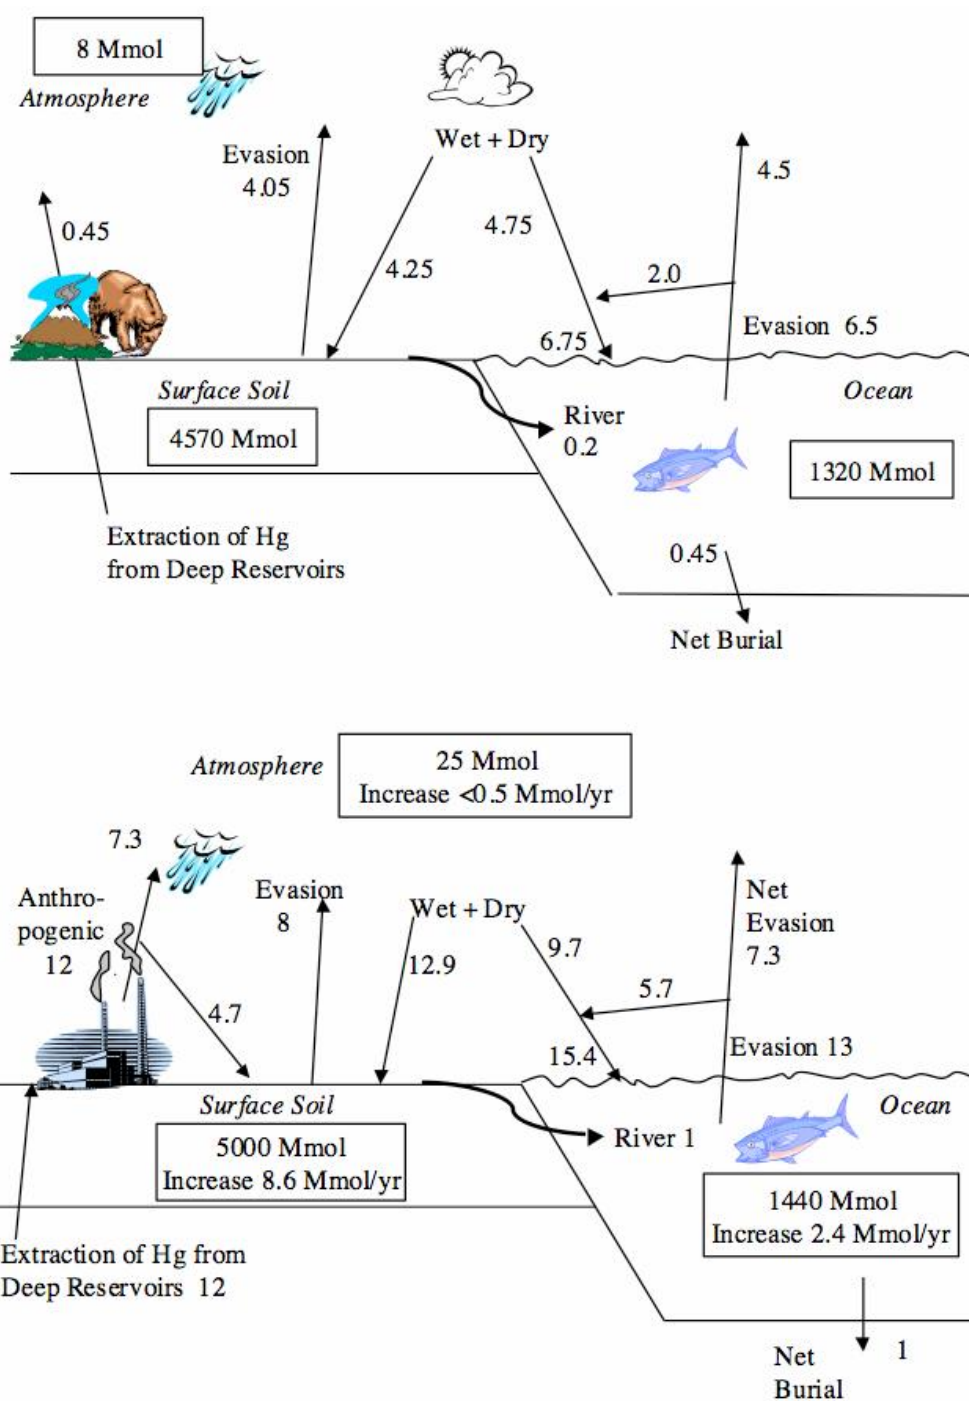 8 Mmol
Atmosphere
Wet + Dry
Evasion
4.05
4.5
0.45
4.75
4.25
2.0
Evasion 6.5
6.75
Surface Soil
Ocean
River
0.2
4570 Mmol
1320 Mmol
Extraction of Hg
from Deep Reservoirs
0.45
Net Burial
Atmosphere
25 Mmol
Increase <0.5 Mmol/yr
7.3
Anthro-
pogenic
12
Evasion
8
Wet + Dry
Net
Evasion
7.3
9.7
12.9
5.7
4.7
15.4
Evasion 13
Surface Soil
Ocean
River 1
5000 Mmol
Increase 8.6 Mmol/yr
1440 Mmol
Increase 2.4 Mmol/yr
Extraction of Hg from
Deep Reservoirs 12
Net
Burial
1